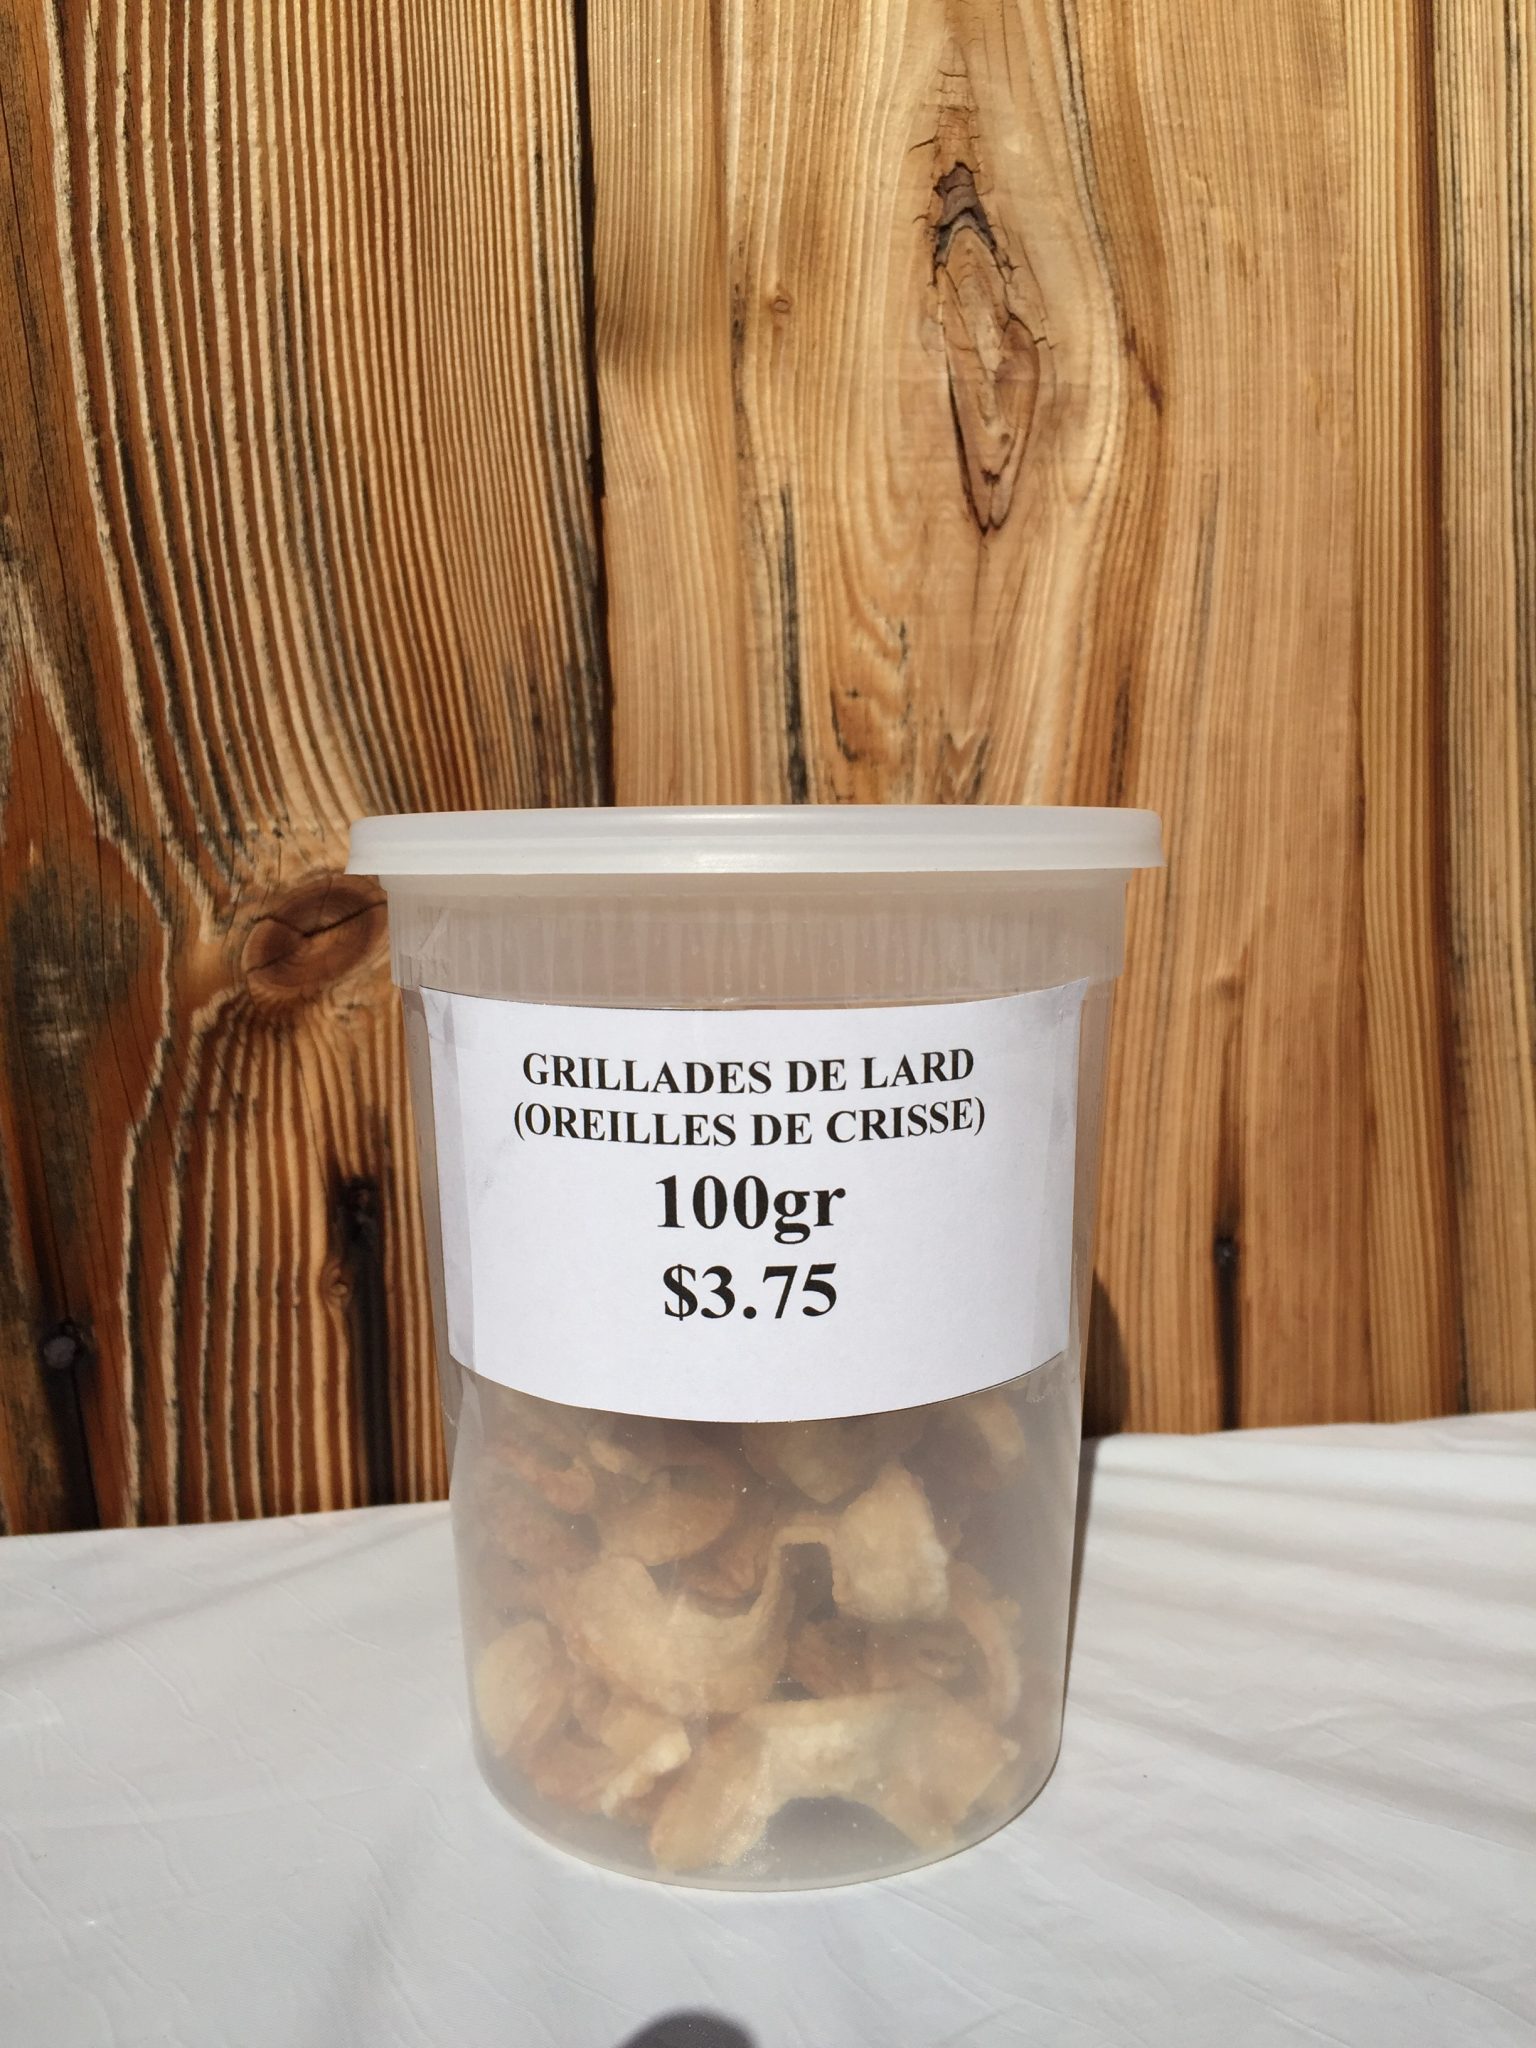 GRILLADES DE LARD
(OREILLES DE CRISSE)
100gr
$3.75